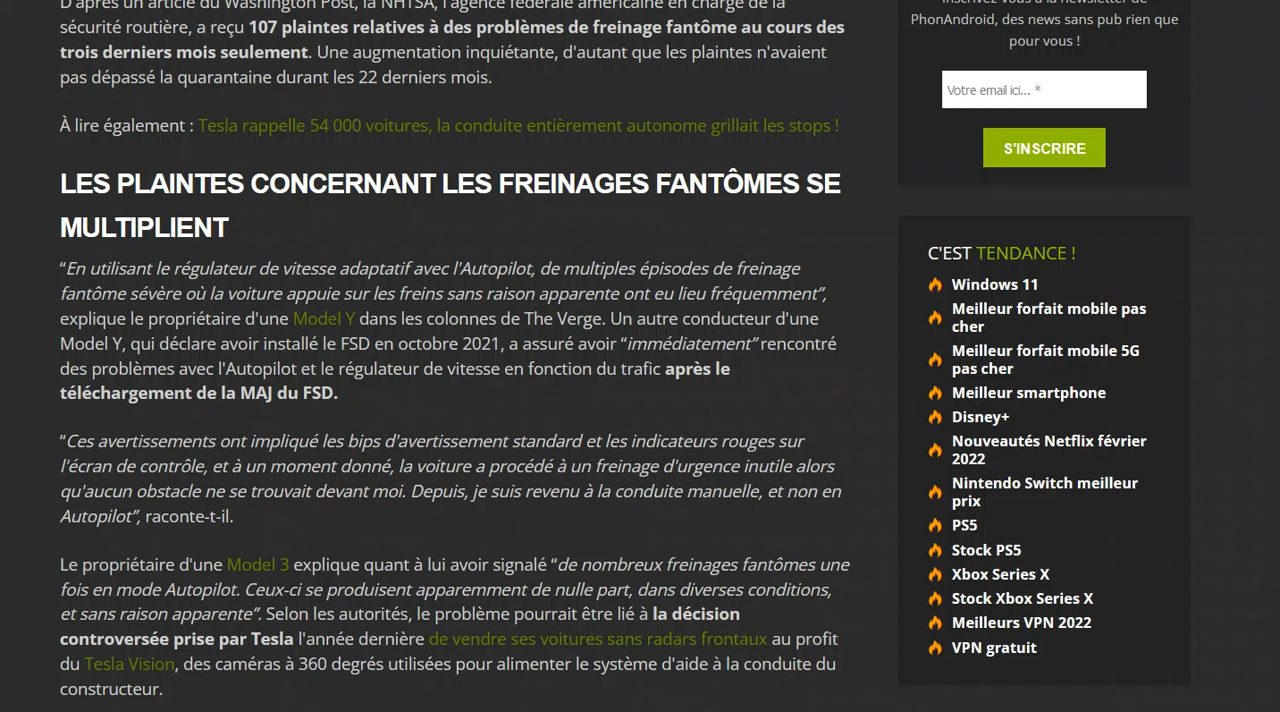 D'après un article du Washington Post, la NHTSA, l'agence fédérale américaine en charge de la
sécurité routière, a reçu 107 plaintes relatives à des problèmes de freinage fantôme au cours des
trois derniers mois seulement. Une augmentation inquiétante, d'autant que les plaintes n'avaient
pas dépassé la quarantaine durant les 22 derniers mois.
À lire également : Tesla rappelle 54 000 voitures, la conduite entièrement autonome grillait les stops !
LES PLAINTES CONCERNANT LES FREINAGES FANTÔMES SE
MULTIPLIENT
“En utilisant le régulateur de vitesse adaptatif avec l'Autopilot, de multiples épisodes de freinage
fantôme sévère où la voiture appuie sur les freins sans raison apparente ont eu lieu fréquemment”,
explique le propriétaire d'une Model Y dans les colonnes de The Verge. Un autre conducteur d'une
Model Y, qui déclare avoir installé le FSD en octobre 2021, a assuré avoir “immédiatement” rencontré
des problèmes avec l'Autopilot et le régulateur de vitesse en fonction du trafic après le
téléchargement de la MAJ du FSD.
“Ces avertissements ont impliqué les bips d'avertissement standard et les indicateurs rouges sur
l'écran de contrôle, et à un moment donné, la voiture a procédé à un freinage d'urgence inutile alors
qu'aucun obstacle ne se trouvait devant moi. Depuis, je suis revenu à la conduite manuelle, et non en
Autopilot”, raconte-t-il.
Le propriétaire d'une Model 3 explique quant à lui avoir signalé “de nombreux freinages fantômes une
fois en mode Autopilot. Ceux-ci se produisent apparemment de nulle part, dans diverses conditions,
et sans raison apparente”. Selon les autorités, le problème pourrait être lié à la décision
controversée prise par Tesla l'année dernière de vendre ses voitures sans radars frontaux au profit
du Tesla Vision, des caméras à 360 degrés utilisées pour alimenter le système d'aide à la conduite du
constructeur.
Inscrivez-vous à la newsletter de
PhonAndroid, des news sans pub rien que
pour vous !
Votre email ici... *
S'INSCRIRE
C'EST TENDANCE !
Windows 11
Meilleur forfait mobile pas
cher
Meilleur forfait mobile 5G
pas cher
Meilleur smartphone
Disney+
Nouveautés Netflix février
2022
Nintendo Switch meilleur
prix
PS5
Stock PS5
Xbox Series X
Stock Xbox Series X
Meilleurs VPN 2022
VPN gratuit